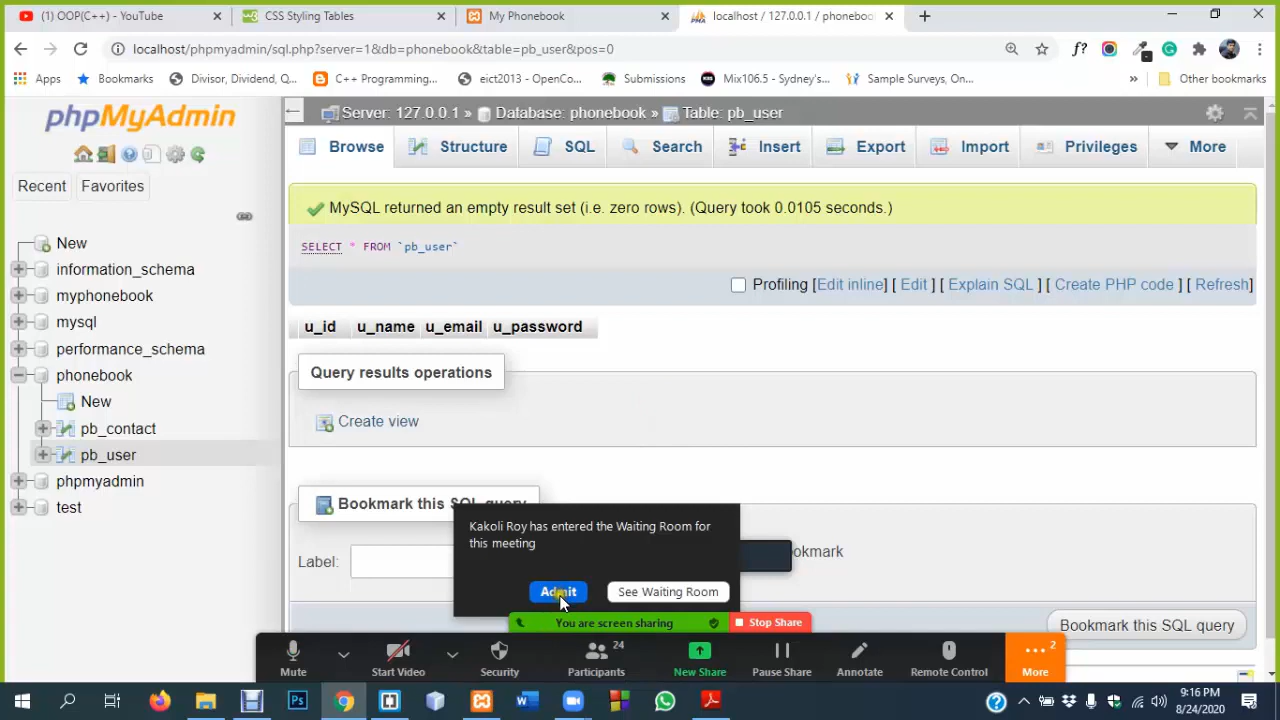 (1) OOP(C++) - YouTube
CSS Styling Tables
My Phonebook
localhost / 127.0.0.1 / phoneboo
localhost/phpmyadmin/sql.php?server=1&db=phonebook&table=pb_user&pos=0
f?
Apps
Bookmarks
Divisor, Dividend, Q...
C++ Programming...
eict2013 - OpenCo...
Submissions
Mix106.5 - Sydney's...
Sample Surveys, On...
»
Other bookmarks
phpMyAdmin
Server: 127.0.0.1 » Database: phonebook » Table: pb_user
Browse
Structure
SQL
Search
Insert
Export
Import
Privileges
More
Recent
Favorites
MySQL returned an empty result set (i.e. zero rows). (Query took 0.0105 seconds.)
SELECT * FROM `pb_user`
Profiling [Edit inline] [ Edit ] [ Explain SQL ] [ Create PHP code ] [ Refresh]
New
information_schema
myphonebook
mysql
performance_schema
phonebook
New
pb_contact
pb_user
phpmyadmin
test
u_id u_name u_email u_password
Query results operations
Create view
Bookmark this SQL query
Label:
ookmark
Kakoli Roy has entered the Waiting Room for
this meeting
Admit
See Waiting Room
You are screen sharing
Stop Share
Bookmark this SQL query
Mute
Start Video
Security
24
Participants
New Share
Pause Share
Annotate
Remote Control
2
More
Ps
9:16 PM
8/24/2020